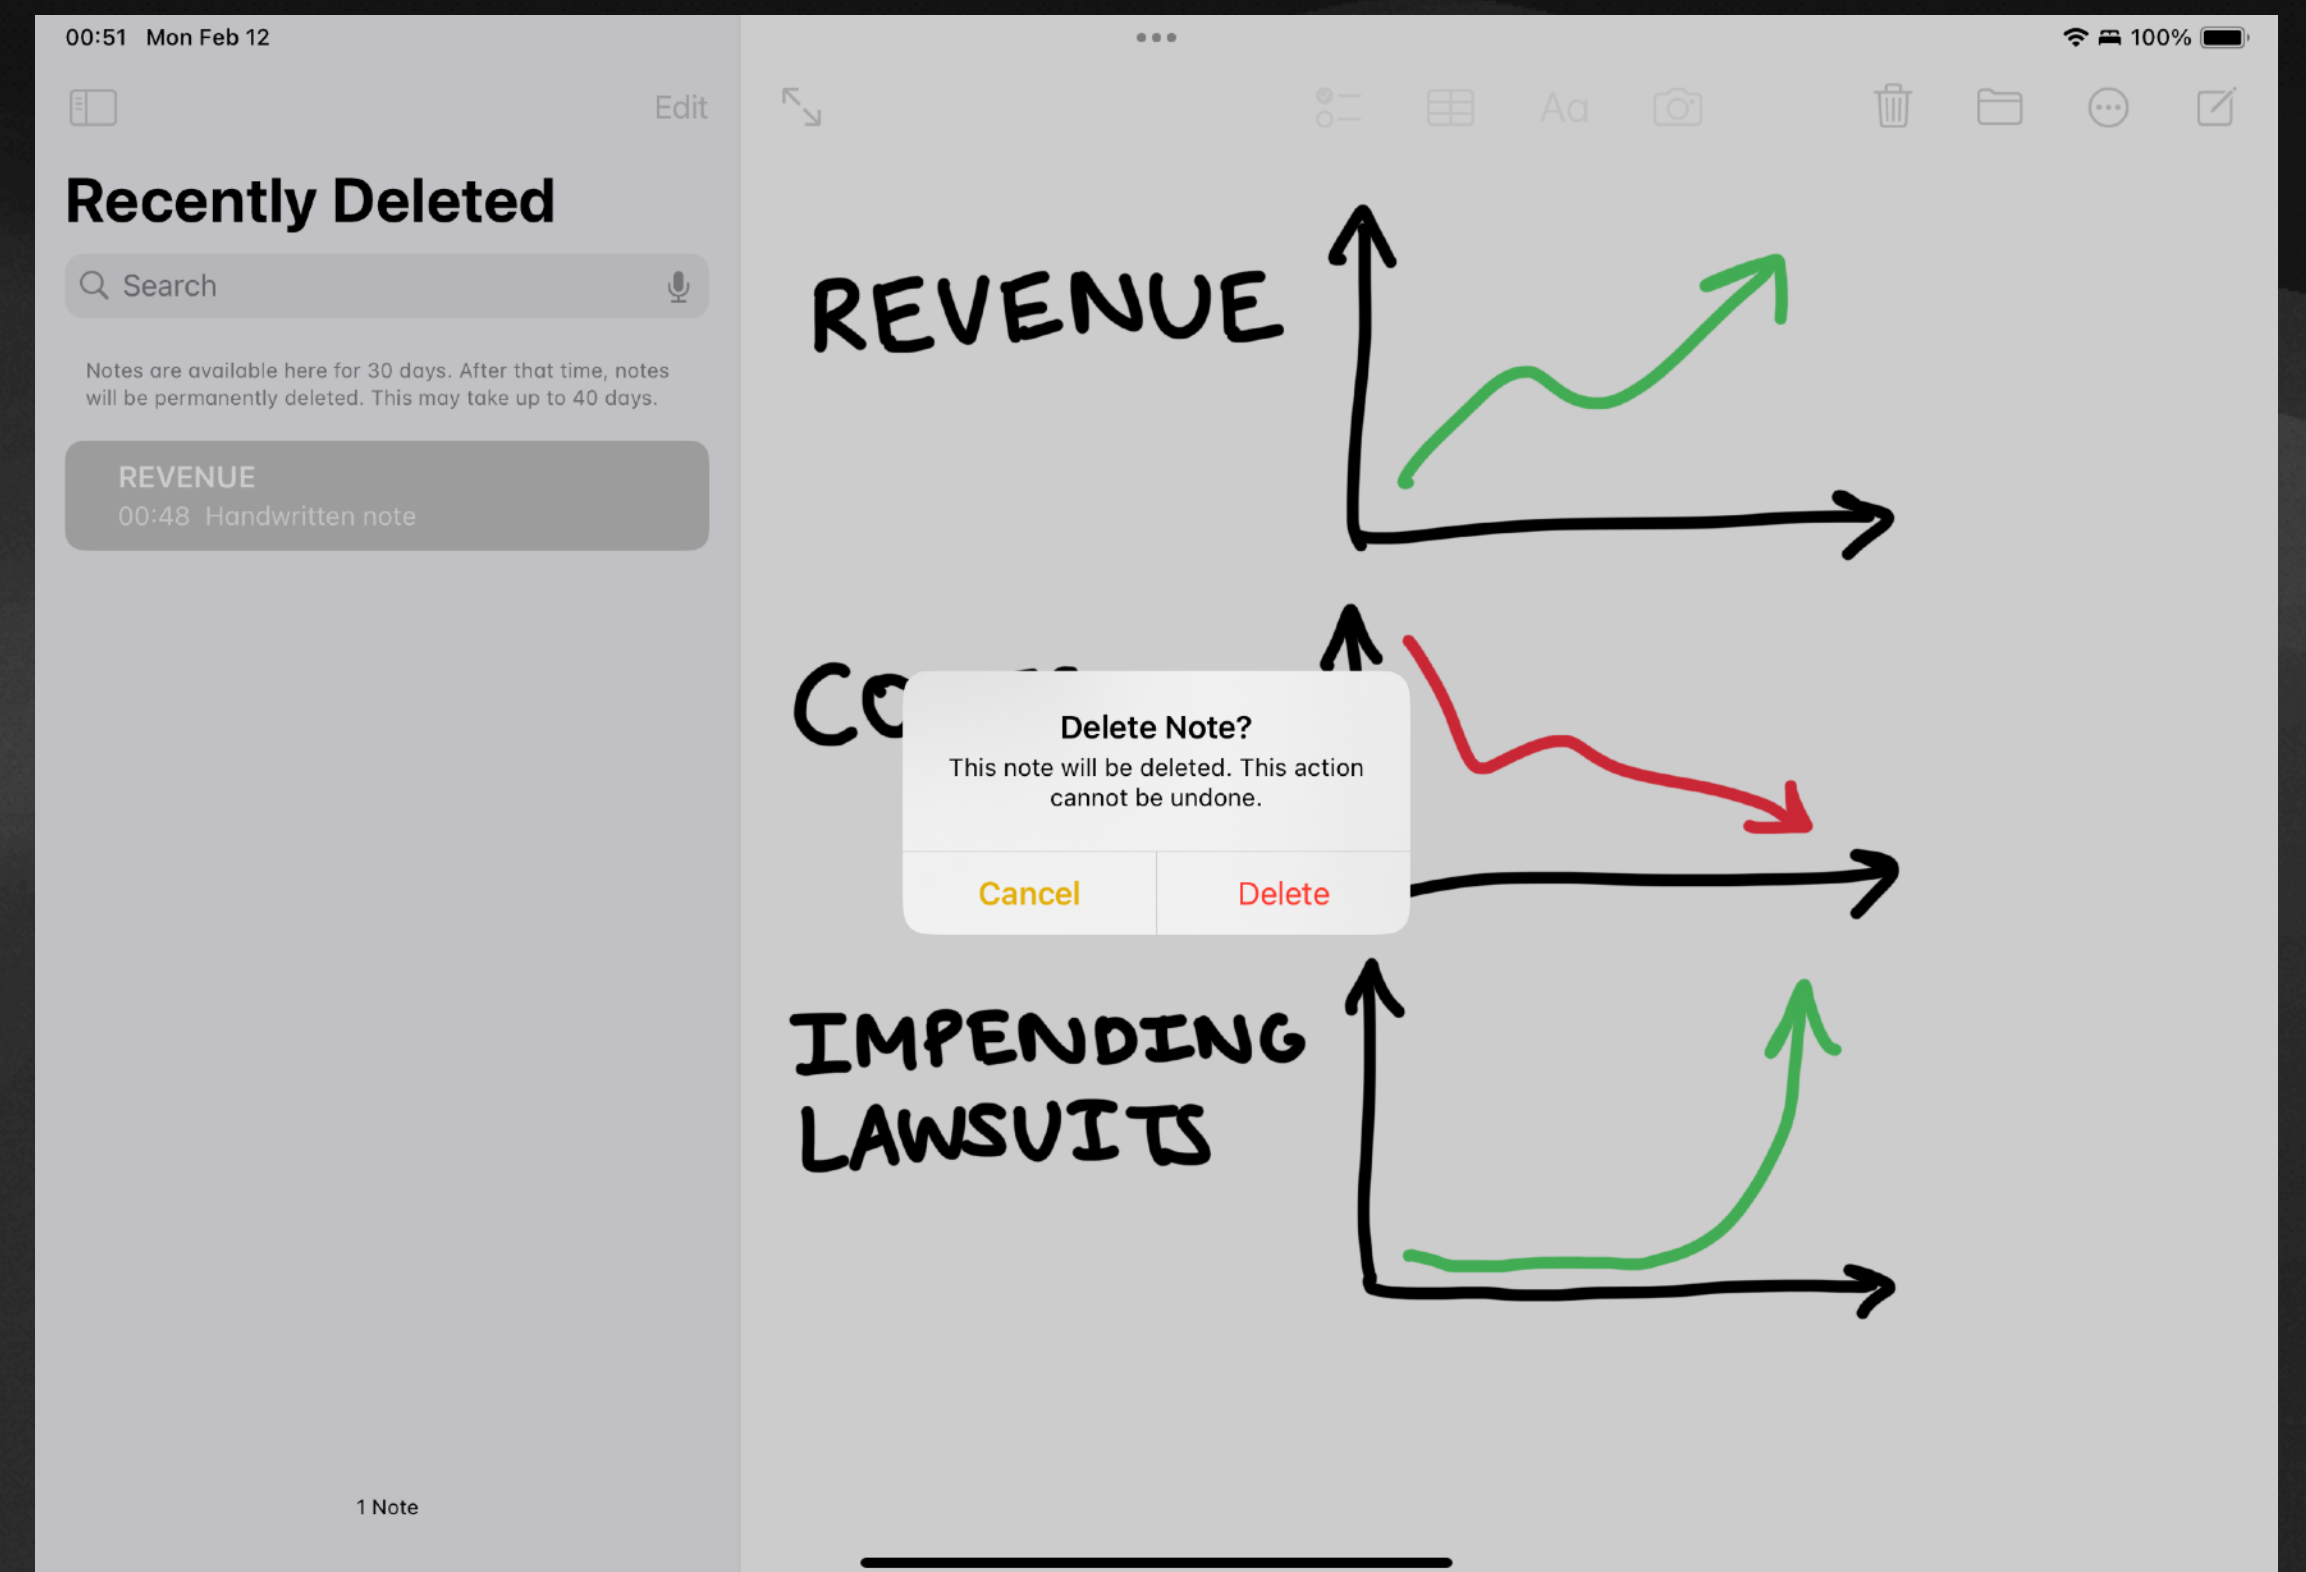 00:51 Mon Feb 12
100%
Edit
Aa
Recently Deleted
Search
Notes are available here for 30 days. After that time, notes
will be permanently deleted. This may take up to 40 days.
REVENUE
00:48 Handwritten note
1 Note
REVENUE
Delete Note?
This note will be deleted. This action
cannot be undone.
Cancel Delete
IMPENDING
LAWSUITS